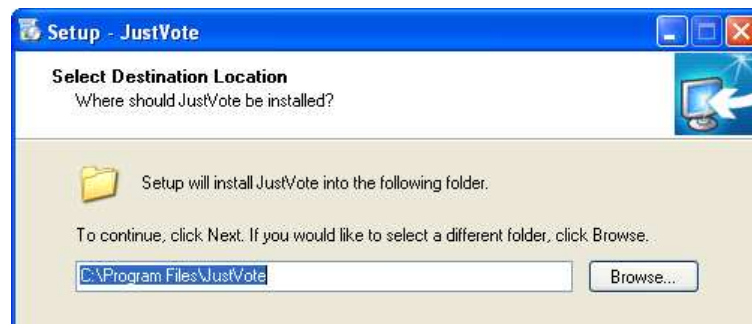 Setup - JustVote
Select Destination Location
Where should JustVote be installed?
Setup will install JustVote into the following folder.
To continue, click Next. If you would like to select a different folder, click Browse.
C:\Program Files\JustVote
Browse...